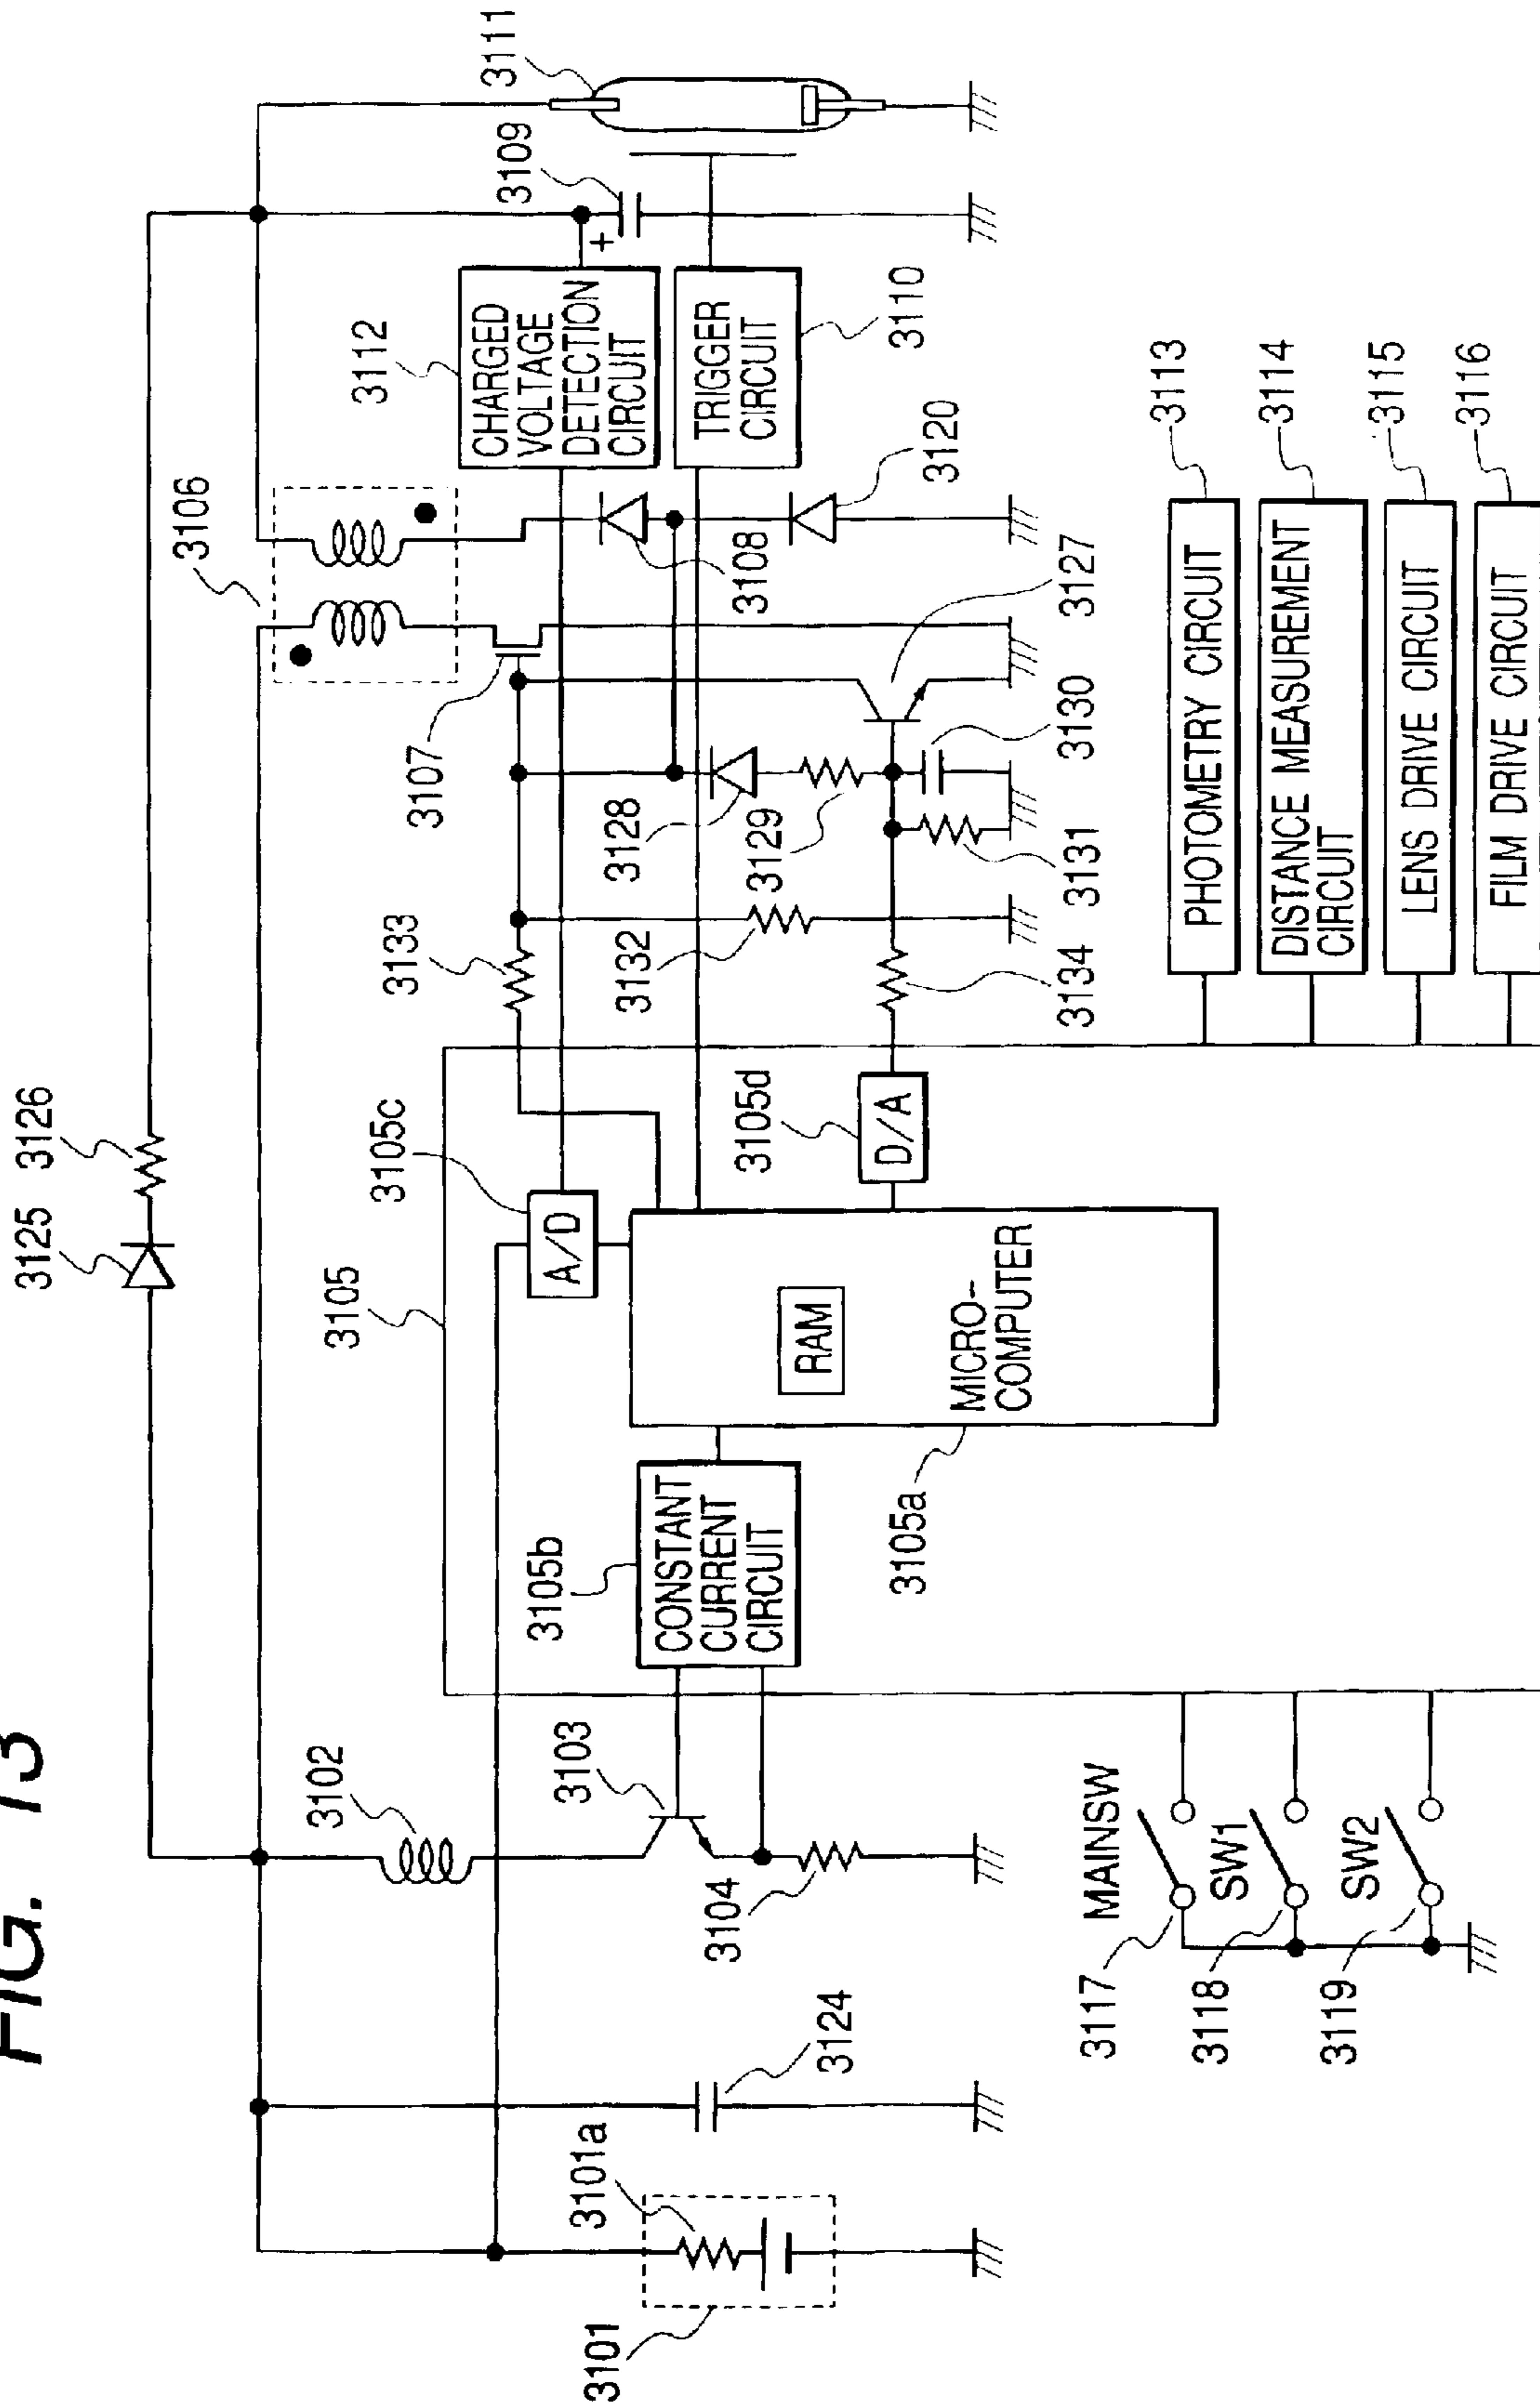 FIG. 13
3125
3126
3106
3111
3109
3112
CHARGED
VOLTAGE
DETECTION
CIRCUIT
TRIGGER
CIRCUIT
3110
3105
3105c
3133
3107
3108
3120
3102
A/D
3128
3127
3105b
3132
3129
3103
CONSTANT
CURRENT
CIRCUIT
RAM
3105d
D/A
3134
3131
3130
3101
3101a
3124
3104
3105a
MICRO-
COMPUTER
3117
MAINSW
3113
PHOTOMETRY CIRCUIT
3118
SW1
3114
DISTANCE MEASUREMENT
CIRCUIT
3119
SW2
3115
LENS DRIVE CIRCUIT
3116
FILM DRIVE CIRCUIT